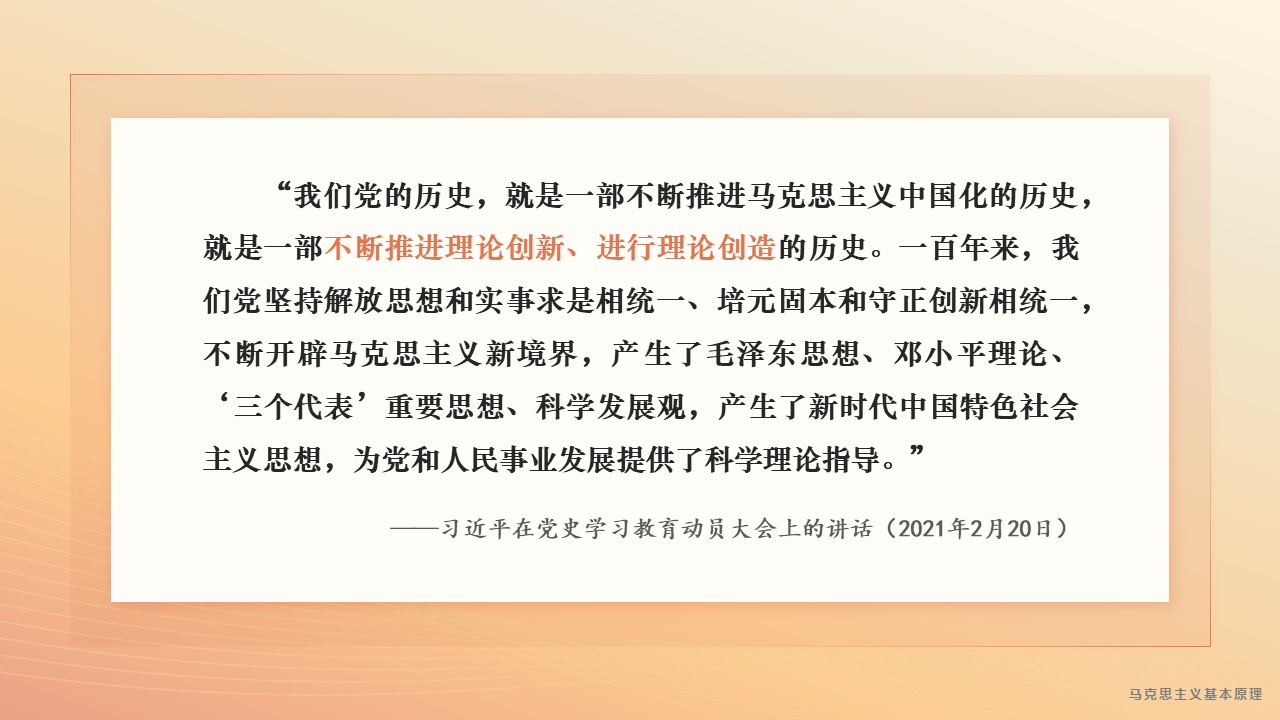 “我们党的历史，就是一部不断推进马克思主义中国化的历史，
就是一部不断推进理论创新、进行理论创造的历史。一百年来，我
们党坚持解放思想和实事求是相统一、培元固本和守正创新相统一，
不断开辟马克思主义新境界，产生了毛泽东思想、邓小平理论、
‘三个代表’重要思想、科学发展观，产生了新时代中国特色社会
主义思想，为党和人民事业发展提供了科学理论指导。”
——习近平在党史学习教育动员大会上的讲话（2021年2月20日）
马克思主义基本原理